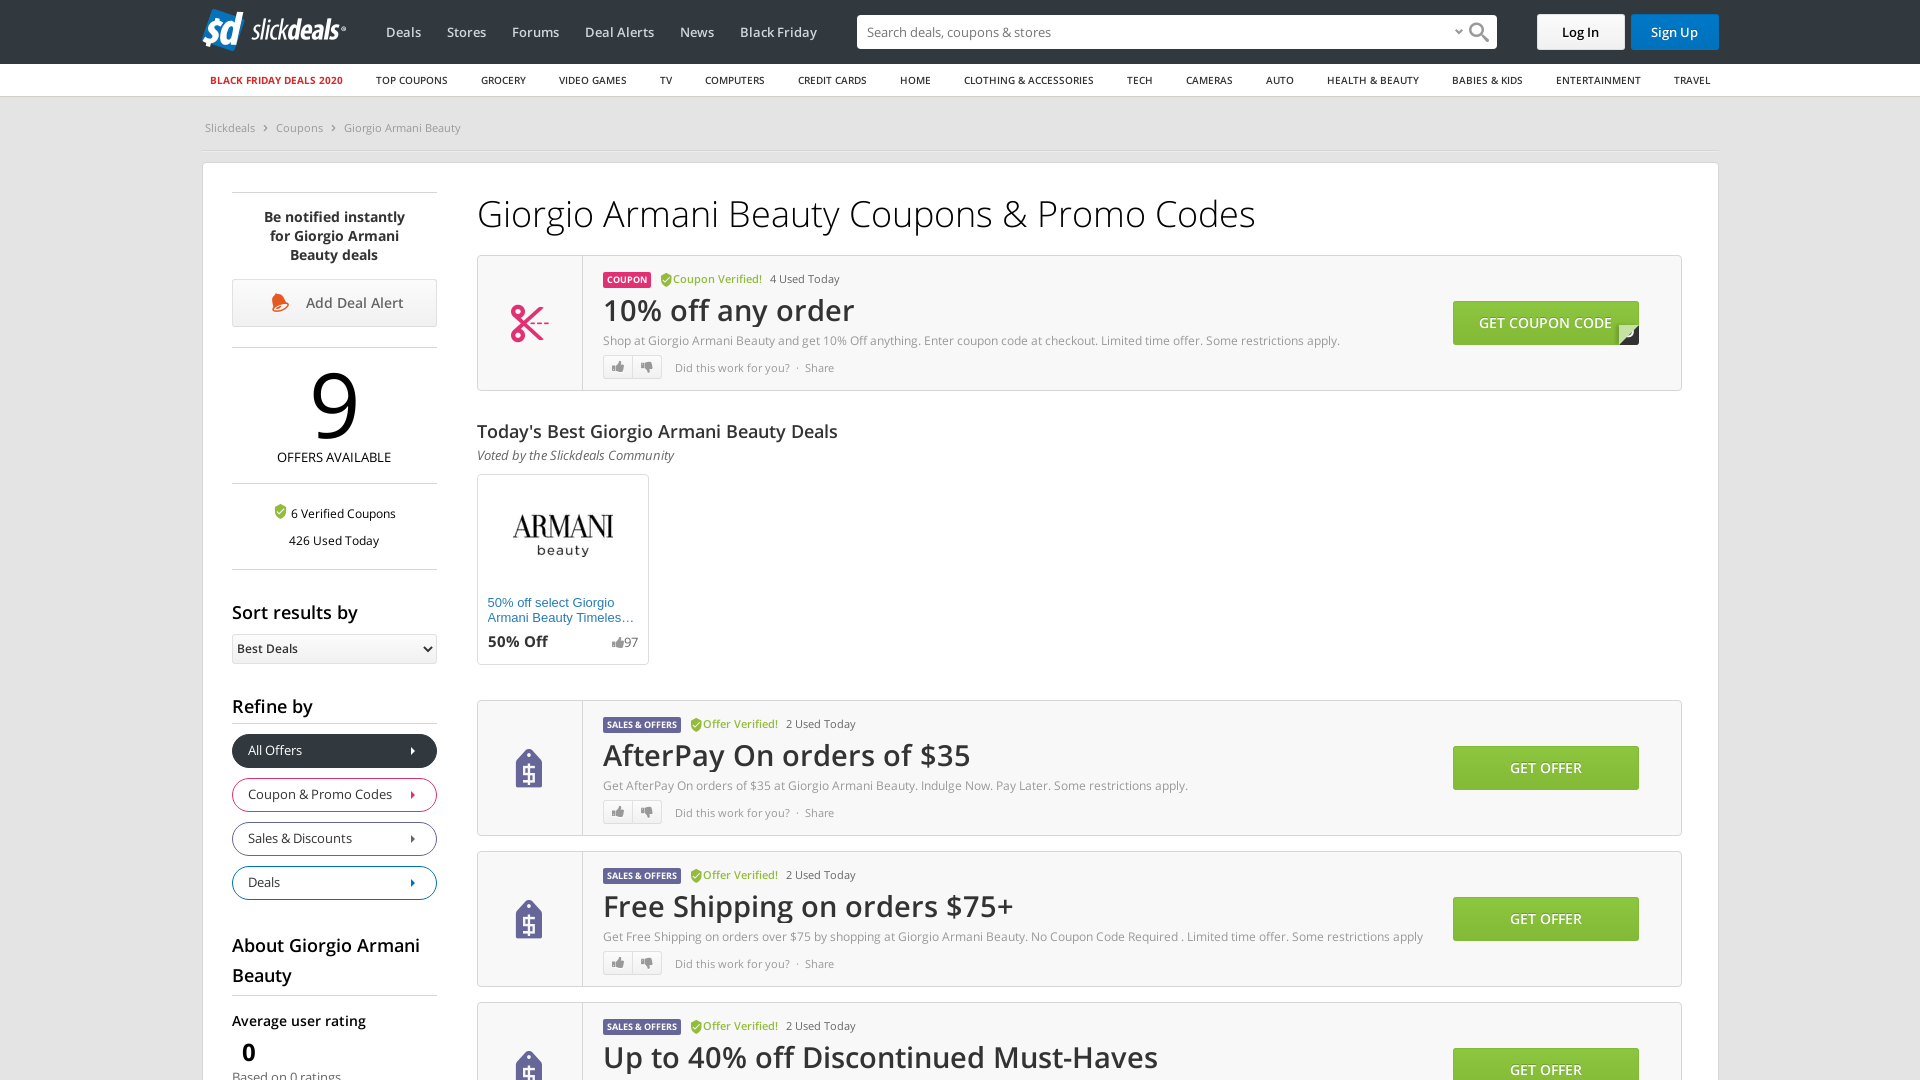 sd slickdeals
Deals
Stores
Forums
Deal Alerts
News
Black Friday
Search deals, coupons & stores
Log In
Sign Up
BLACK FRIDAY DEALS 2020
TOP COUPONS
GROCERY
VIDEO GAMES
TV
COMPUTERS
CREDIT CARDS
HOME
CLOTHING & ACCESSORIES
TECH
CAMERAS
AUTO
HEALTH & BEAUTY
BABIES & KIDS
ENTERTAINMENT
TRAVEL
Slickdeals > Coupons > Giorgio Armani Beauty
Be notified instantly
for Giorgio Armani
Beauty deals
Add Deal Alert
9
OFFERS AVAILABLE
6 Verified Coupons
426 Used Today
Sort results by
Best Deals
Refine by
All Offers
Coupon & Promo Codes
Sales & Discounts
Deals
About Giorgio Armani
Beauty
Average user rating
0
Based on 0 ratings
Giorgio Armani Beauty Coupons & Promo Codes
COUPON Coupon Verified! 4 Used Today
10% off any order
Shop at Giorgio Armani Beauty and get 10% Off anything. Enter coupon code at checkout. Limited time offer. Some restrictions apply.
Did this work for you? · Share
GET COUPON CODE
Today's Best Giorgio Armani Beauty Deals
Voted by the Slickdeals Community
ARMANI
beauty
50% off select Giorgio
Armani Beauty Timeles...
50% Off 97
SALES & OFFERS Offer Verified! 2 Used Today
AfterPay On orders of $35
Get AfterPay On orders of $35 at Giorgio Armani Beauty. Indulge Now. Pay Later. Some restrictions apply.
Did this work for you? · Share
GET OFFER
SALES & OFFERS Offer Verified! 2 Used Today
Free Shipping on orders $75+
Get Free Shipping on orders over $75 by shopping at Giorgio Armani Beauty. No Coupon Code Required . Limited time offer. Some restrictions apply
Did this work for you? · Share
GET OFFER
SALES & OFFERS Offer Verified! 2 Used Today
Up to 40% off Discontinued Must-Haves
GET OFFER